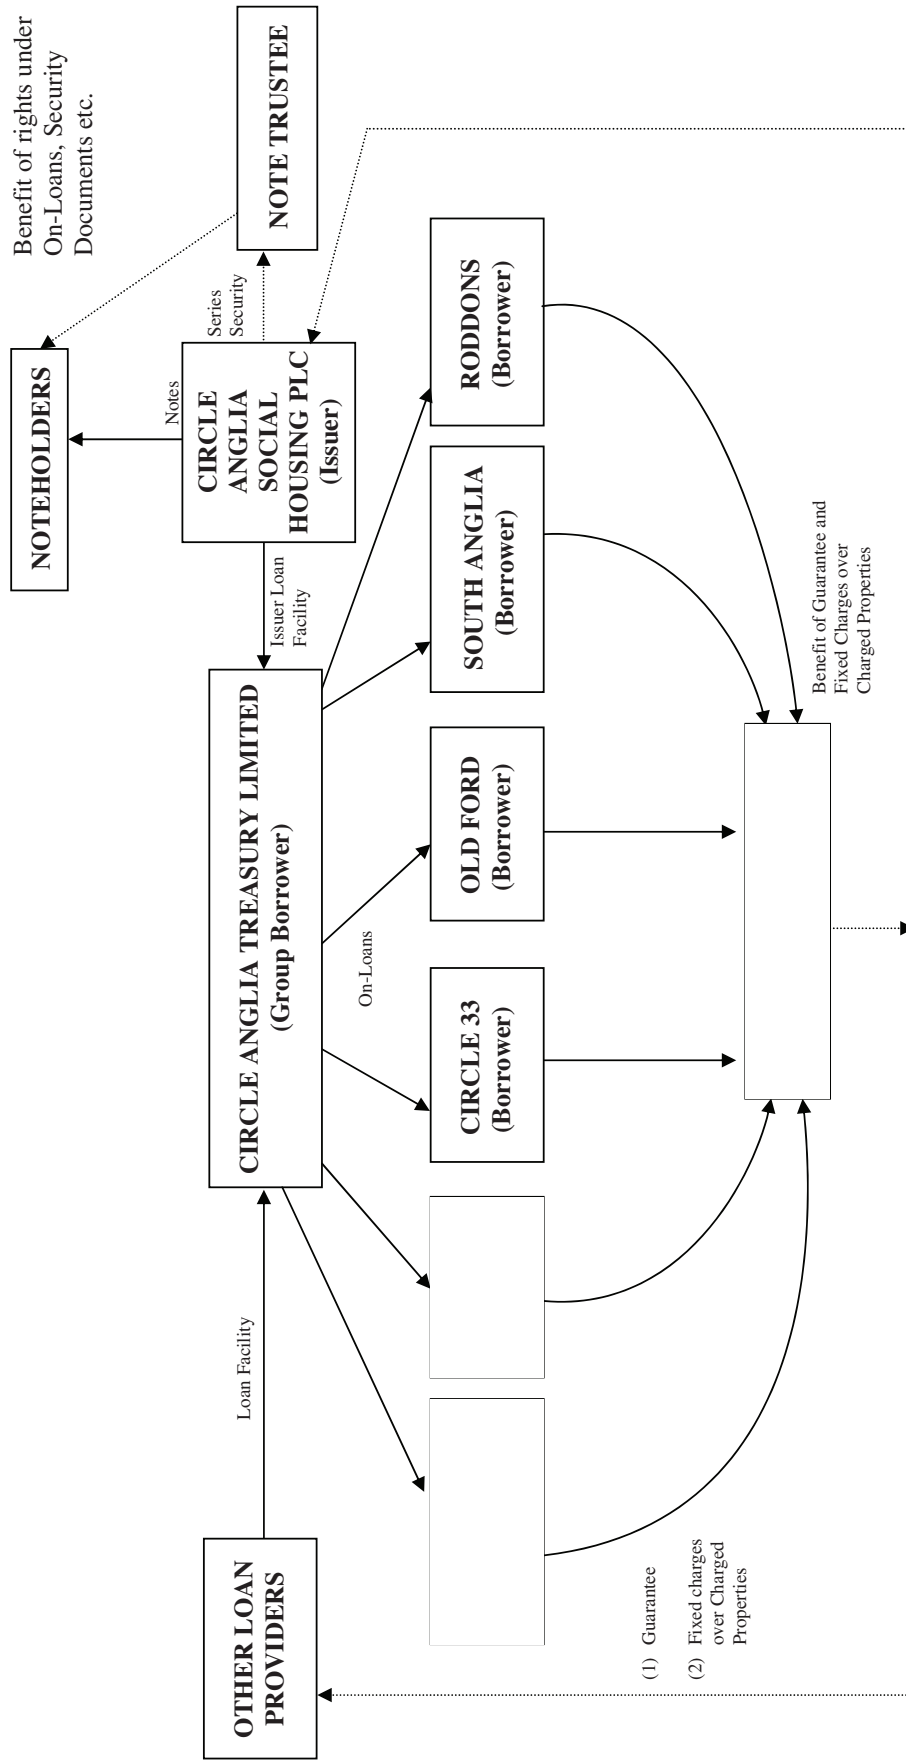 Benefit of rights under
On-Loans, Security
Documents etc.
NOTEHOLDERS
Notes
NOTE TRUSTEE
Series
Security
CIRCLE
ANGLIA
SOCIAL
HOUSING PLC
(Issuer)
Issuer Loan
Facility
CIRCLE ANGLIA TREASURY LIMITED
(Group Borrower)
Loan Facility
OTHER LOAN
PROVIDERS
On-Loans
CIRCLE 33
(Borrower)
OLD FORD
(Borrower)
SOUTH ANGLIA
(Borrower)
RODDONS
(Borrower)
(1) Guarantee
(2) Fixed charges
over Charged
Properties
Benefit of Guarantee and
Fixed Charges over
Charged Properties